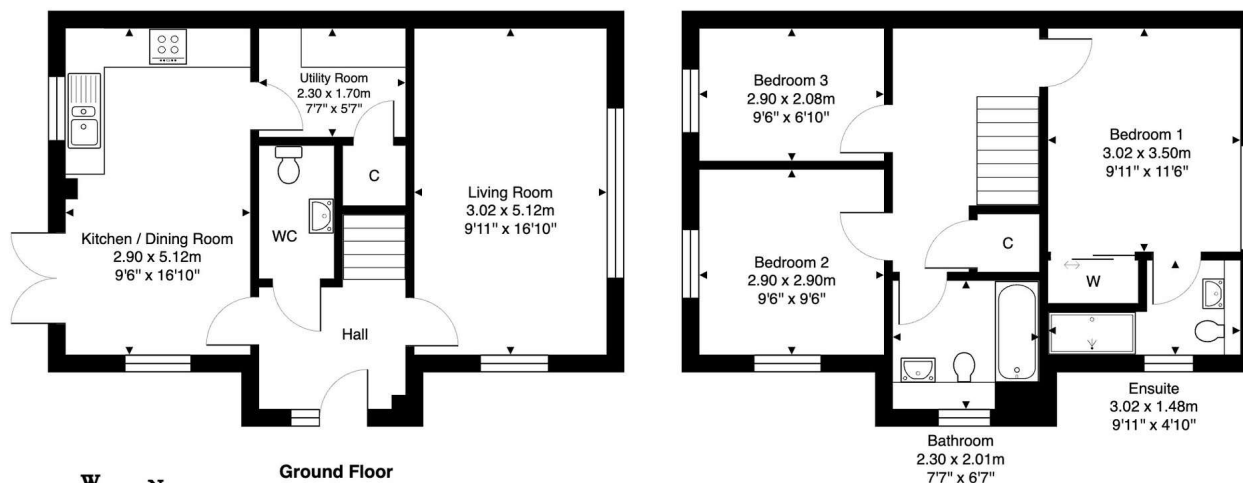 Utility Room
2.30 x 1.70m
7'7" x 5'7"
C
WC
Living Room
3.02 x 5.12m
9'11" x 16'10"
Kitchen / Dining Room
2.90 x 5.12m
9'6" x 16'10"
Hall
Ground Floor
W
N
Bedroom 3
2.90 x 2.08m
9'6" x 6'10"
Bedroom 1
3.02 x 3.50m
9'11" x 11'6"
Bedroom 2
2.90 x 2.90m
9'6" x 9'6"
C
W
Ensuite
3.02 x 1.48m
9'11" x 4'10"
Bathroom
2.30 x 2.01m
7'7" x 6'7"